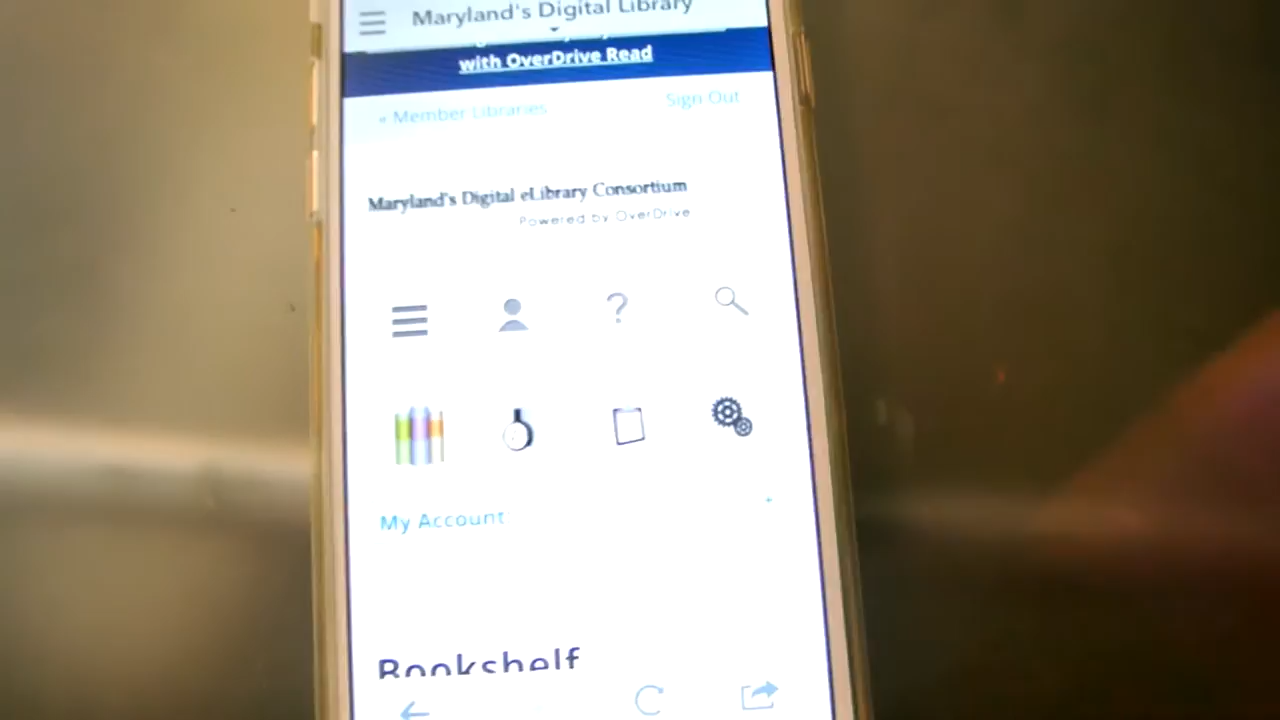 Maryland's Digital Library
with OverDrive Read
« Member Libraries
Sign Out
Maryland's Digital eLibrary Consortium
Powered by OverDrive
?
My Account
+
Bookshelf